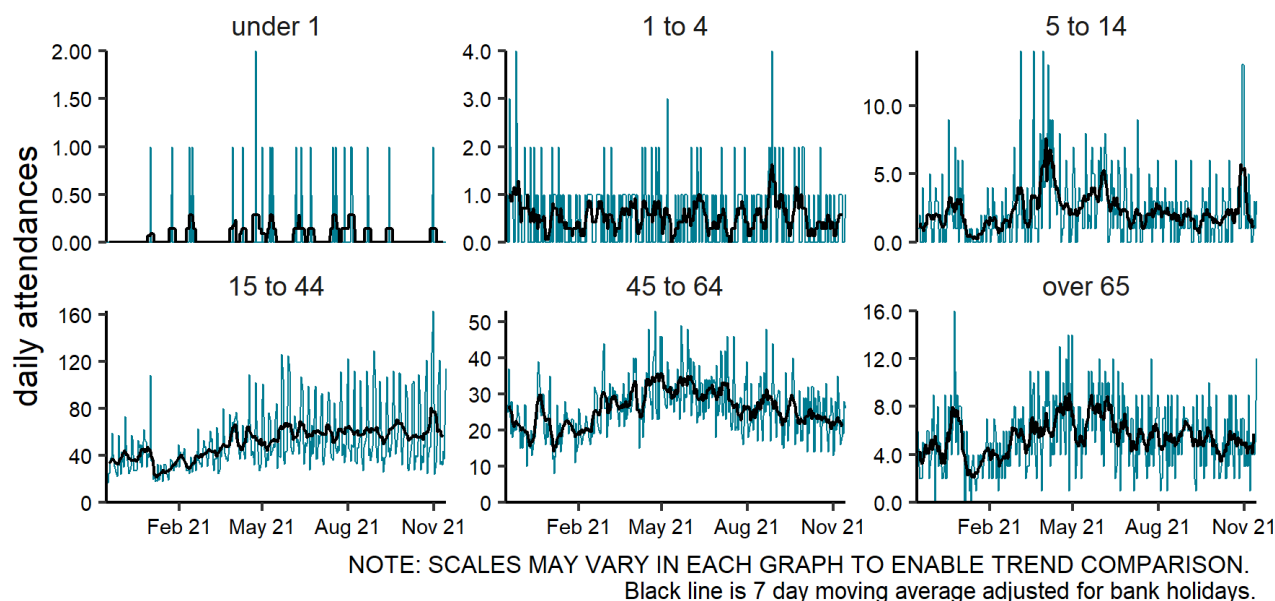 under 1
1 to 4
5 to 14
daily attendances
2.00
1.50
1.00
0.50
0.00
4.0
3.0
2.0
1.0
0.0
10.0
5.0
0.0
15 to 44
45 to 64
over 65
160
120
80
40
0
50
40
30
20
10
0
16.0
12.0
8.0
4.0
0.0
Feb 21 May 21 Aug 21 Nov 21
Feb 21 May 21 Aug 21 Nov 21
Feb 21 May 21 Aug 21 Nov 21
NOTE: SCALES MAY VARY IN EACH GRAPH TO ENABLE TREND COMPARISON.
Black line is 7 day moving average adjusted for bank holidays.